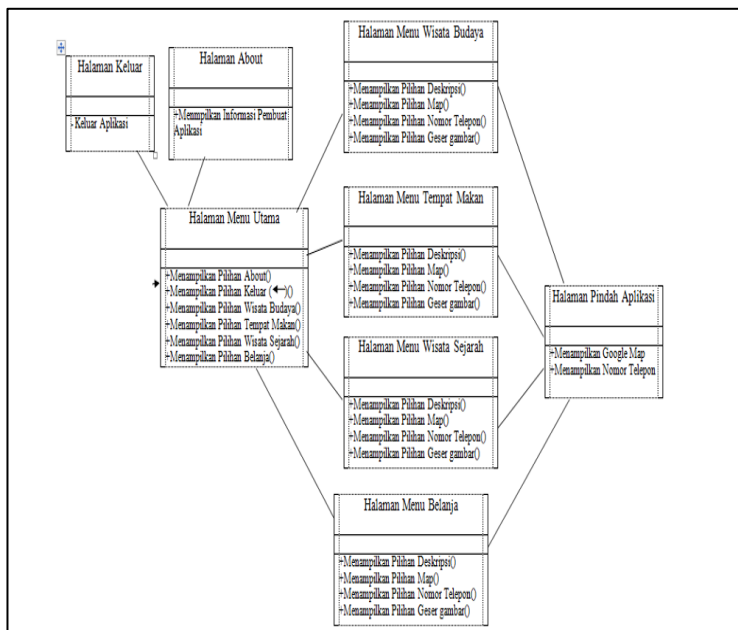 Halaman Keluar
- Keluar Aplikasi
Halaman About
+Menmpilkan Informasi Pembuat
Aplikasi
Halaman Menu Utama
+Menampilkan Pilihan About()
+Menampilkan Pilihan Keluar (←)()
+Menampilkan Pilihan Wisata Budaya()
+Menampilkan Pilihan Tempat Makan()
+Menampilkan Pilihan Wisata Sejarah()
+Menampilkan Pilihan Belanja()
Halaman Menu Wisata Budaya
+Menampilkan Pilihan Deskripsi()
+Menampilkan Pilihan Map()
+Menampilkan Pilihan Nomor Telepon()
+Menampilkan Pilihan Geser gambar()
Halaman Menu Tempat Makan
+Menampilkan Pilihan Deskripsi()
+Menampilkan Pilihan Map()
+Menampilkan Pilihan Nomor Telepon()
+Menampilkan Pilihan Geser gambar()
Halaman Menu Wisata Sejarah
+Menampilkan Pilihan Deskripsi()
+Menampilkan Pilihan Map()
+Menampilkan Pilihan Nomor Telepon()
+Menampilkan Pilihan Geser gambar()
Halaman Menu Belanja
+Menampilkan Pilihan Deskripsi()
+Menampilkan Pilihan Map()
+Menampilkan Pilihan Nomor Telepon()
+Menampilkan Pilihan Geser gambar()
Halaman Pindah Aplikasi
+Menampilkan Google Map
+Menampilkan Nomor Telepon